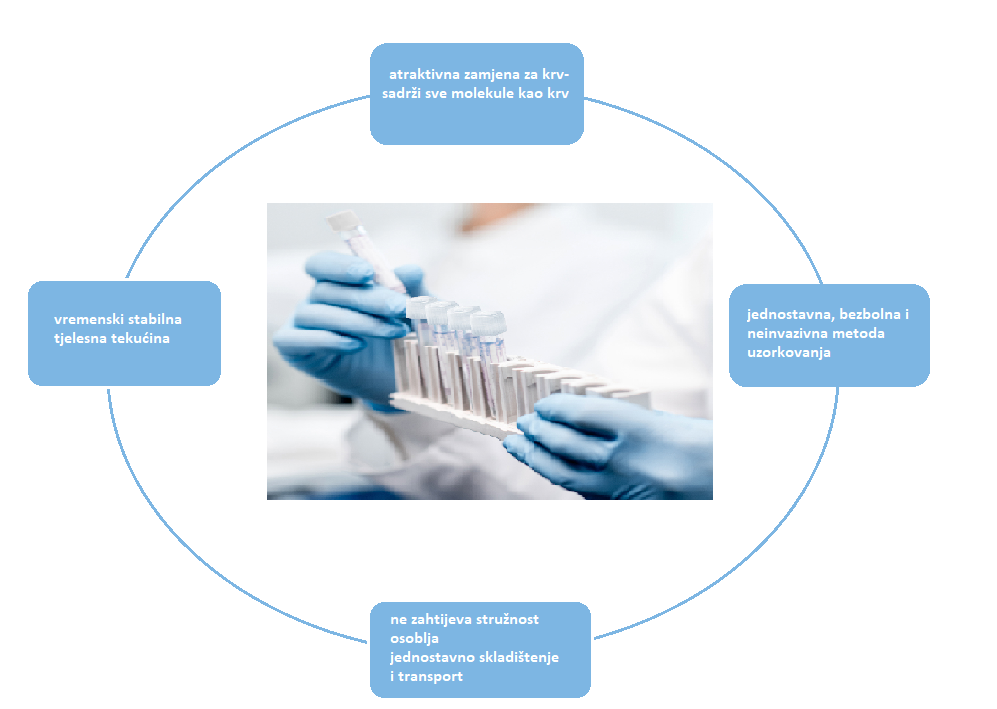 atraktivna zamjena za krv-
sadrži sve molekule kao krv
vremenski stabilna
tjelesna tekućina
jednostavna, bezbolna i
neinvazivna metoda
uzorkovanja
ne zahtijeva stružnost
osoblja
jednostavno skladištenje
i transport